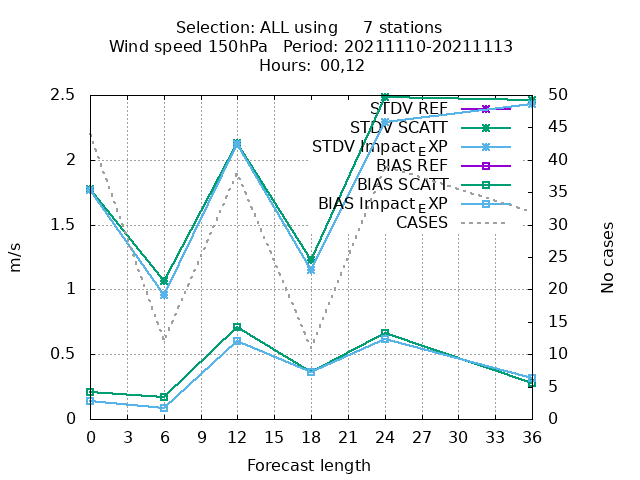 Selection: ALL using     7 stations
Wind speed 150hPa   Period: 20211110-20211113
Hours: 00,12
STDV REF
STDV SCATT
STDV Impact_EXP
BIAS REF
BIAS SCATT
BIAS Impact_EXP
CASES
2.5
2
1.5
1
0.5
0
m/s
50
45
40
35
30
25
20
15
10
5
0
No cases
0 3 6 9 12 15 18 21 24 27 30 33 36
Forecast length